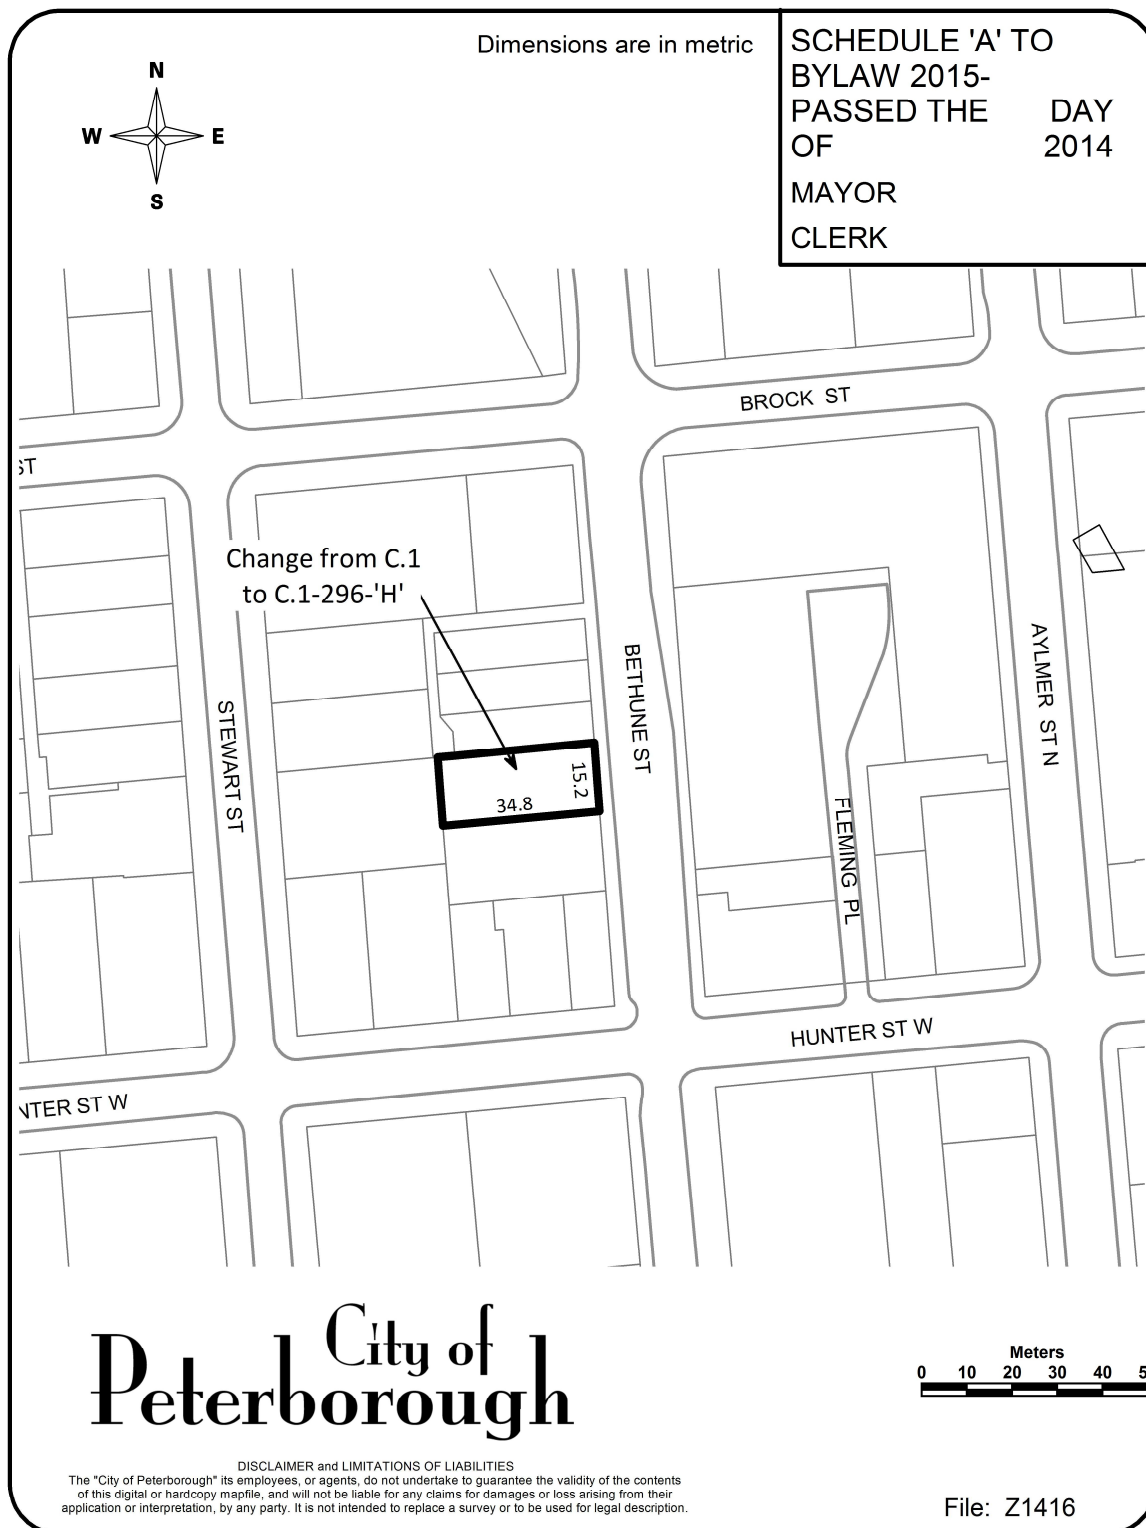 Dimensions are in metric
SCHEDULE 'A' TO
BYLAW 2015-
PASSED THE DAY
OF 2014
MAYOR
CLERK
N
W E
S
BROCK ST
ST
Change from C.1
to C.1-296-'H'
STEWART ST
BETHUNE ST
AYLMER ST N
15.2
34.8
FLEMING PL
HUNTER ST W
NTER ST W
City of
Peterborough
Meters
0 10 20 30 40 5
DISCLAIMER and LIMITATIONS OF LIABILITIES
The "City of Peterborough" its employees, or agents, do not undertake to guarantee the validity of the contents
of this digital or hardcopy mapfile, and will not be liable for any claims for damages or loss arising from their
application or interpretation, by any party. It is not intended to replace a survey or to be used for legal description.
File: Z1416